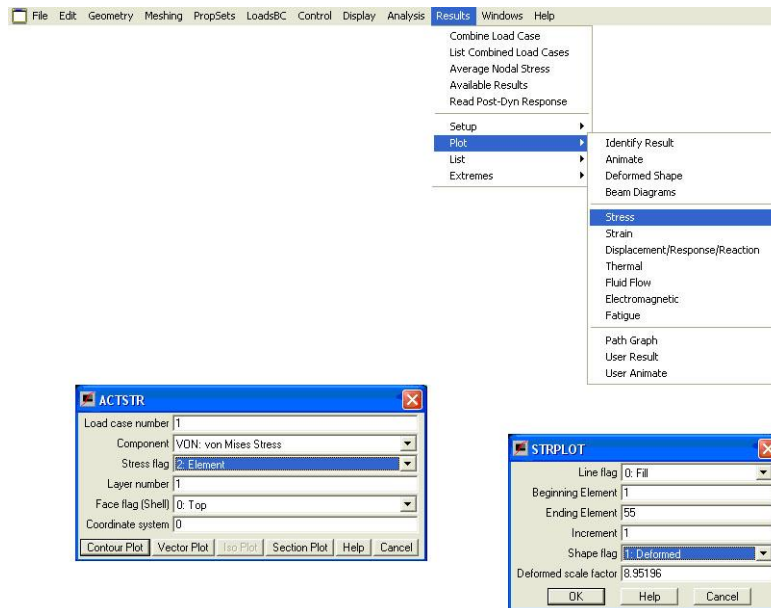 File Edit Geometry Meshing PropSets LoadsBC Control Display Analysis Results Windows Help
Combine Load Case
List Combined Load Cases
Average Nodal Stress
Available Results
Read Post-Dyn Response
Setup
Plot
List
Extremes
Identify Result
Animate
Deformed Shape
Beam Diagrams
Stress
Strain
Displacement/Response/Reaction
Thermal
Fluid Flow
Electromagnetic
Fatigue
Path Graph
User Result
User Animate
ACTSTR
Load case number 1
Component VON: von Mises Stress
Stress flag 2: Element
Layer number 1
Face flag (Shell) 0: Top
Coordinate system 0
Contour Plot Vector Plot Iso Plot Section Plot Help Cancel
STRPLOT
Line flag 0: Fill
Beginning Element 1
Ending Element 55
Increment 1
Shape flag 1: Deformed
Deformed scale factor 8.95196
OK Help Cancel